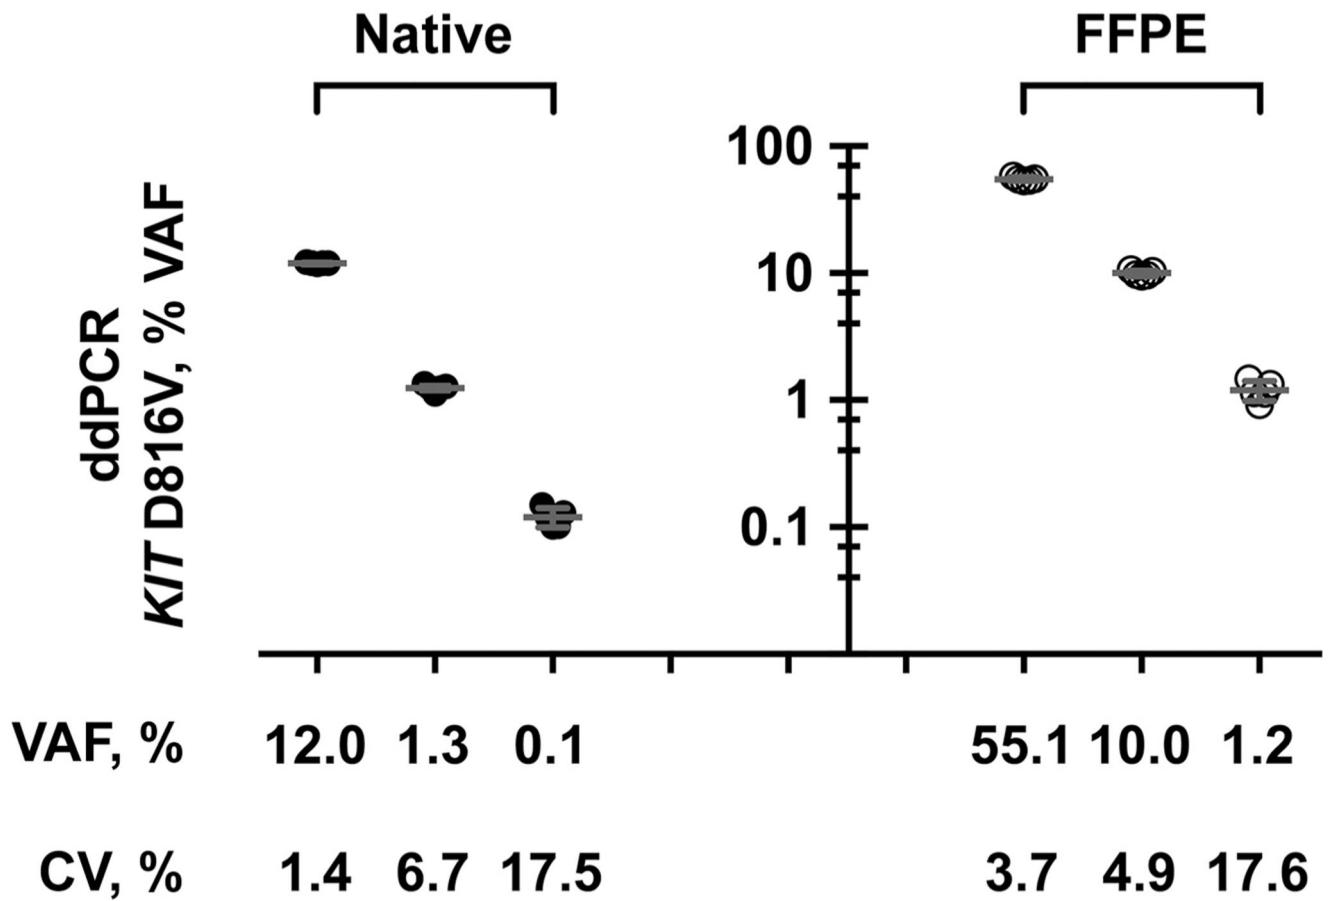 Native FFPE
ddPCR
KIT D816V, % VAF
100
10
1
0.1
VAF, % 12.0 1.3 0.1 55.1 10.0 1.2
CV, % 1.4 6.7 17.5 3.7 4.9 17.6